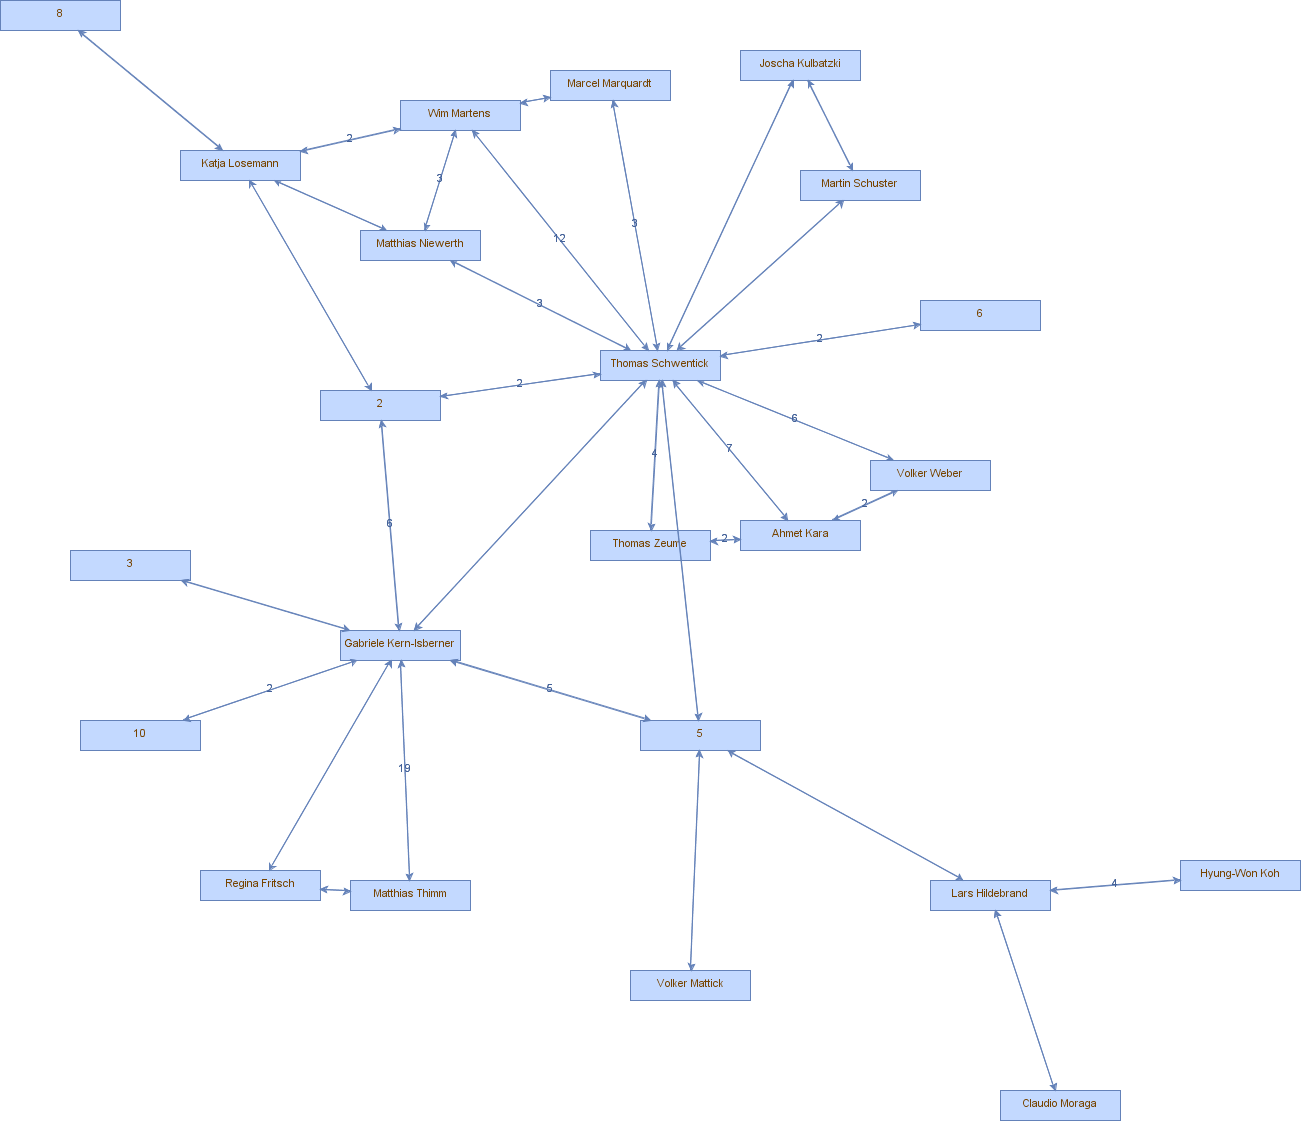 8
Joscha Kulbatzki
Marcel Marquardt
Wim Martens
2
Katja Losemann
3
Martin Schuster
3
12
Matthias Niewerth
3
6
2
Thomas Schwentick
2
2
6
4
7
Volker Weber
2
6
Ahmet Kara
2
Thomas Zeume
3
Gabriele Kern-Isberner
2
5
10
5
19
Regina Fritsch
Matthias Thimm
Hyung-Won Koh
4
Lars Hildebrand
Volker Mattick
Claudio Moraga